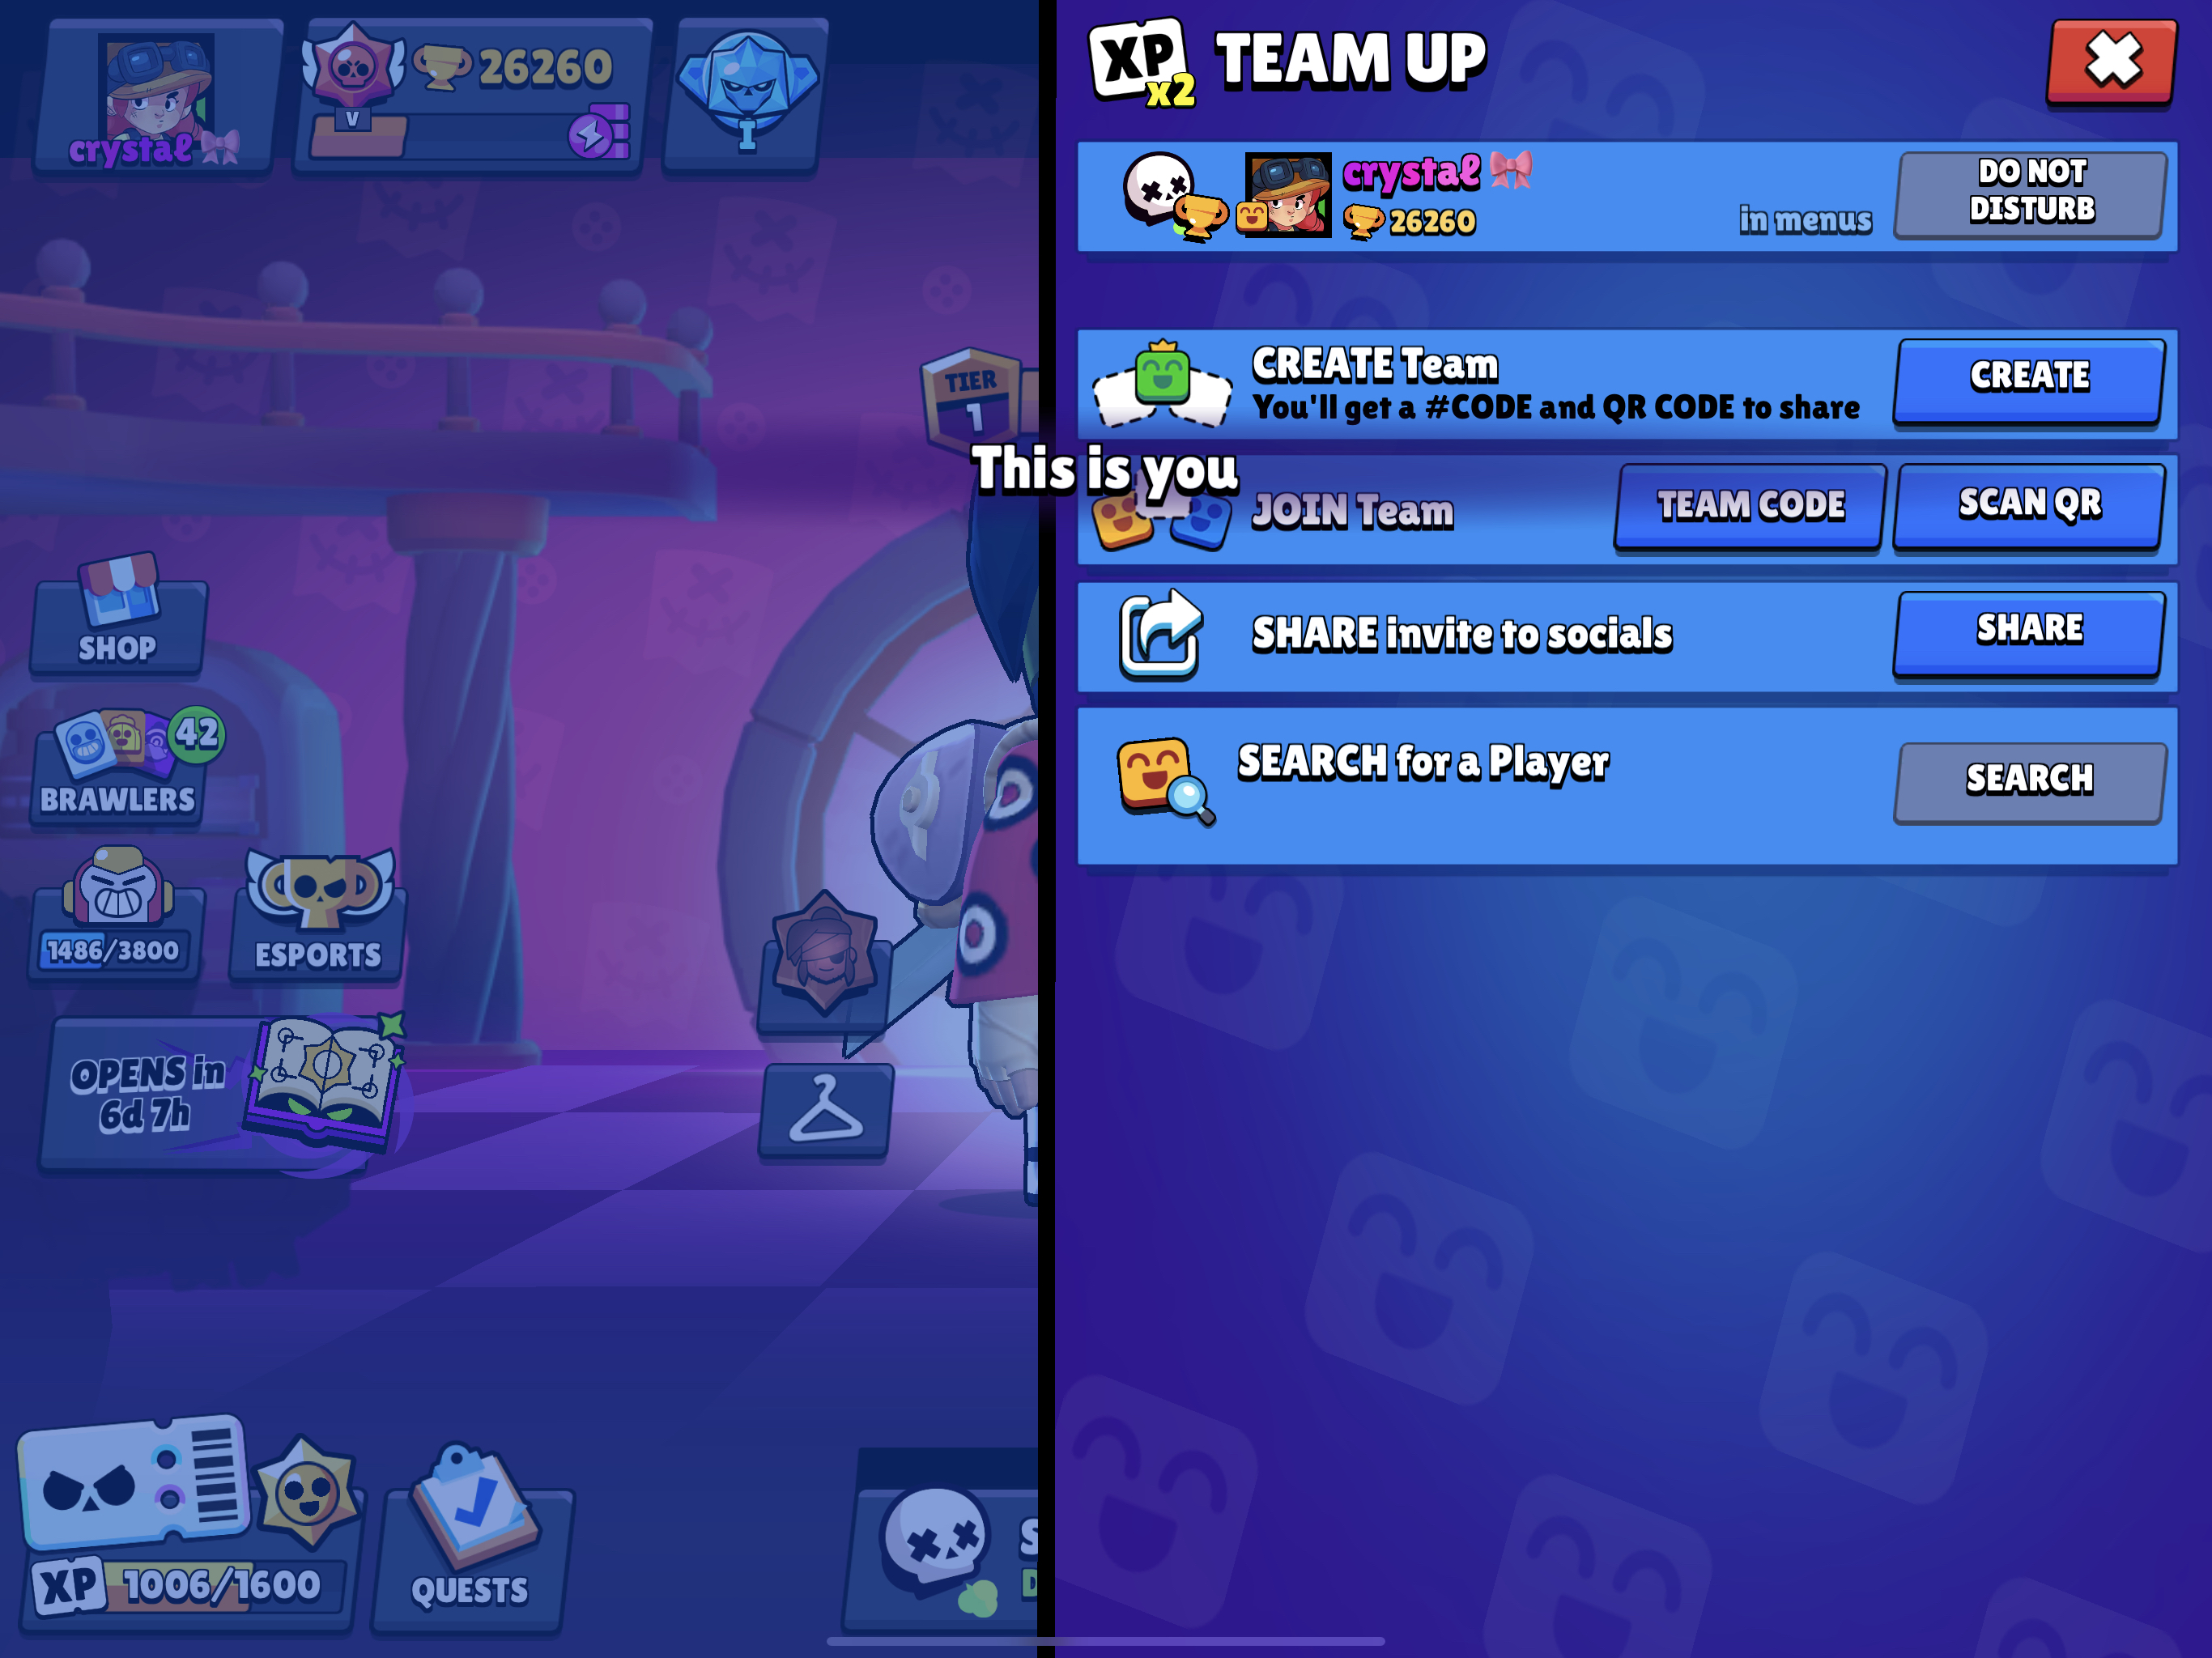 crystal 🎀
V
26260
I
XP
x2
TEAM UP
crystal 🎀
26260
in menus
DO NOT
DISTURB
TIER
1
CREATE Team
You'll get a #CODE and QR CODE to share
CREATE
This is you
JOIN Team
TEAM CODE
SCAN QR
SHARE invite to socials
SHARE
SEARCH for a Player
SEARCH
SHOP
42
BRAWLERS
1486/3800
ESPORTS
OPENS in
6d 7h
XP
1006/1600
QUESTS